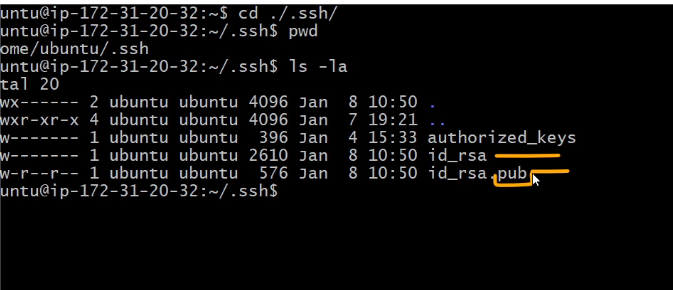 untu@ip-172-31-20-32:~$ cd ./.ssh/
untu@ip-172-31-20-32:~/.ssh$ pwd
ome/ubuntu/.ssh
untu@ip-172-31-20-32:~/.ssh$ ls -la
tal 20
wx------ 2 ubuntu ubuntu 4096 Jan  8 10:50 .
wxr-xr-x 4 ubuntu ubuntu 4096 Jan  7 19:21 ..
w------- 1 ubuntu ubuntu  396 Jan  4 15:33 authorized_keys
w------- 1 ubuntu ubuntu 2610 Jan  8 10:50 id_rsa
w-r--r-- 1 ubuntu ubuntu  576 Jan  8 10:50 id_rsa.pub
untu@ip-172-31-20-32:~/.ssh$